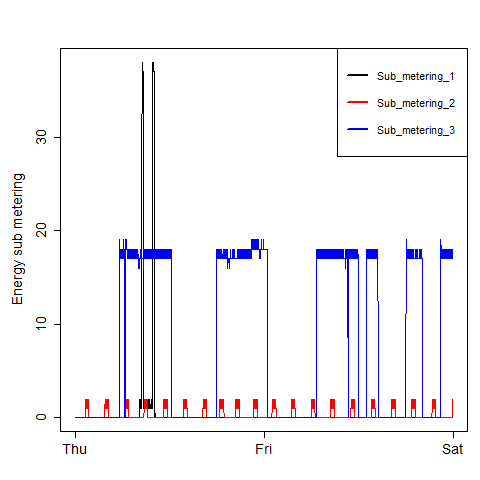 Sub_metering_1
Sub_metering_2
Sub_metering_3
Energy sub metering
30
20
10
0
Thu Fri Sat